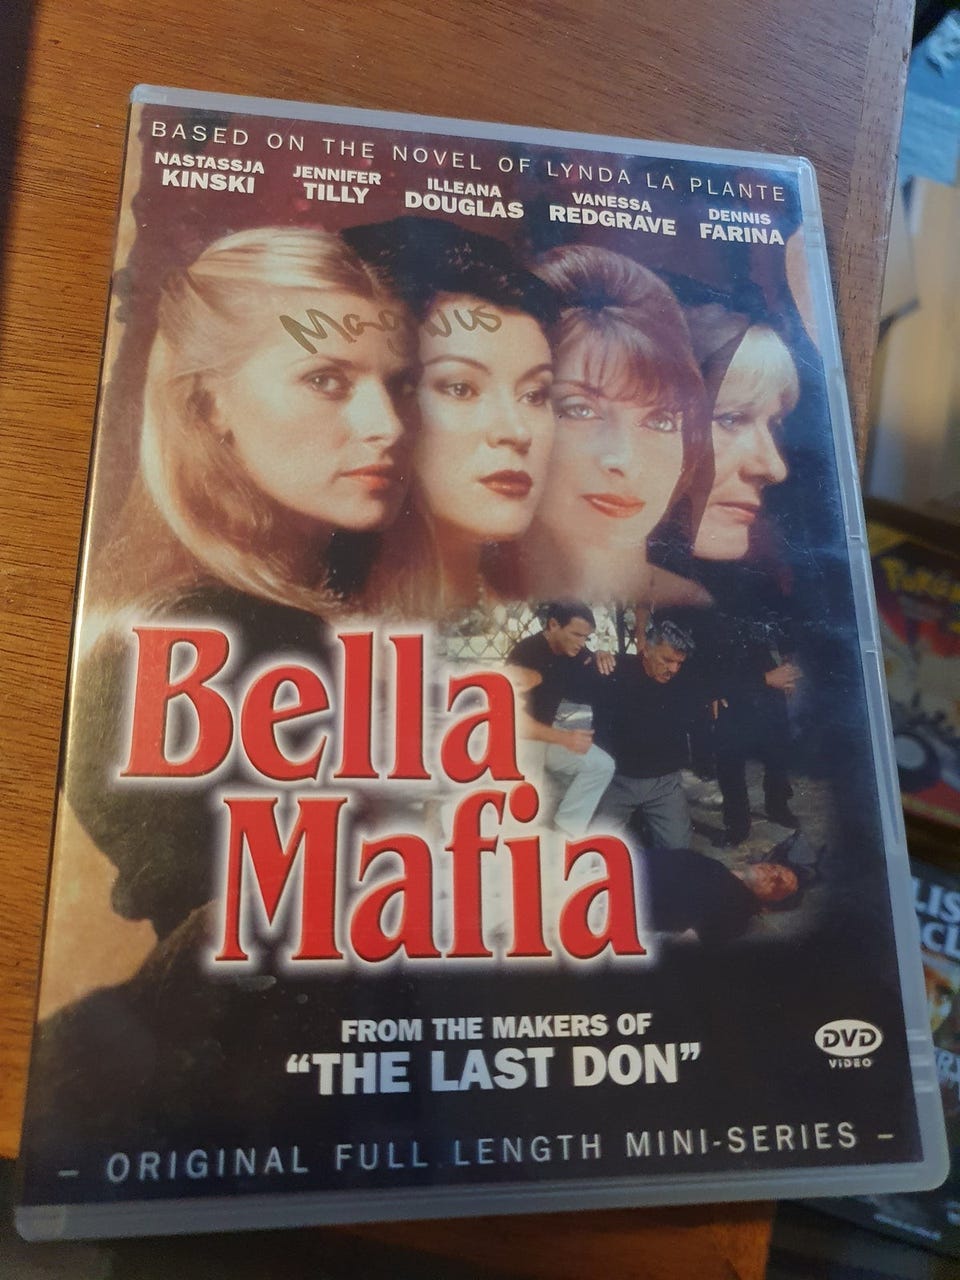 BASED ON THE NOVEL OF LYNDA LA PLANTE
NASTASSJA KINSKI
JENNIFER TILLY
ILLEANA DOUGLAS
VANESSA REDGRAVE
DENNIS FARINA
Bella
Mafia
FROM THE MAKERS OF
“THE LAST DON”
DVD
VIDEO
– ORIGINAL FULL LENGTH MINI-SERIES –
Pokémon